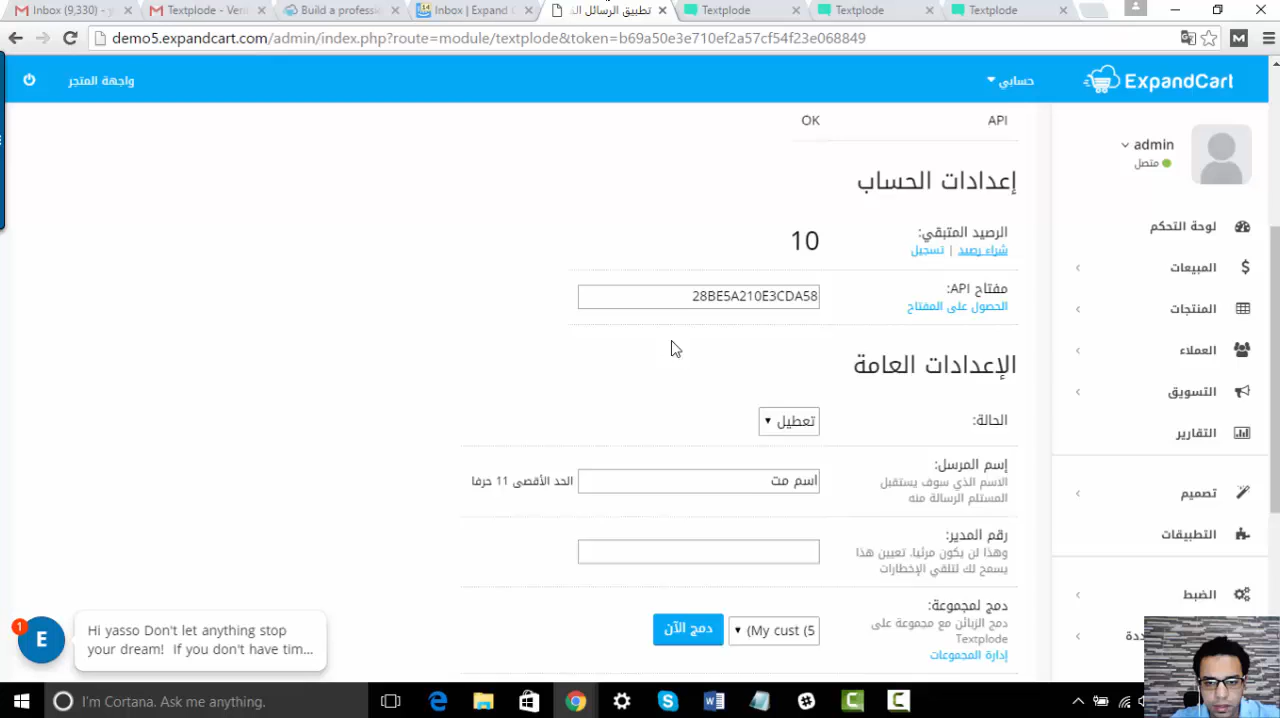 Inbox (9,330) - y
Textplode - Veri
Build a professi
Inbox | Expand
تطبيق الرسائل الق
Textplode
Textplode
Textplode
demo5.expandcart.com/admin/index.php?route=module/textplode&token=b69a50e3e710ef2a57cf54f23e068849
ExpandCart
حسابي
واجهة المتجر
admin
متصل
لوحة التحكم
المبيعات
المنتجات
العملاء
التسويق
التقارير
تصميم
التطبيقات
الضبط
API
OK
إعدادات الحساب
الرصيد المتبقي:
10
شراء رصيد | تسجيل
مفتاح API:
28BE5A210E3CDA58
الحصول على المفتاح
الإعدادات العامة
الحالة:
تعطيل
إسم المرسل:
اسم مت
الحد الأقصى 11 حرفا
الاسم الذي سوف يستقبل
المستلم الرسالة منه
رقم المدير:
وهذا لن يكون مرئيا. تعيين هذا
يسمح لك لتلقي الإخطارات
دمج لمجموعة:
دمج الزبائن مع مجموعة على
Textplode
إدارة المجموعات
(My cust (5
دمج الآن
1
E
Hi yasso Don't let anything stop
your dream! If you don't have tim...
I'm Cortana. Ask me anything.